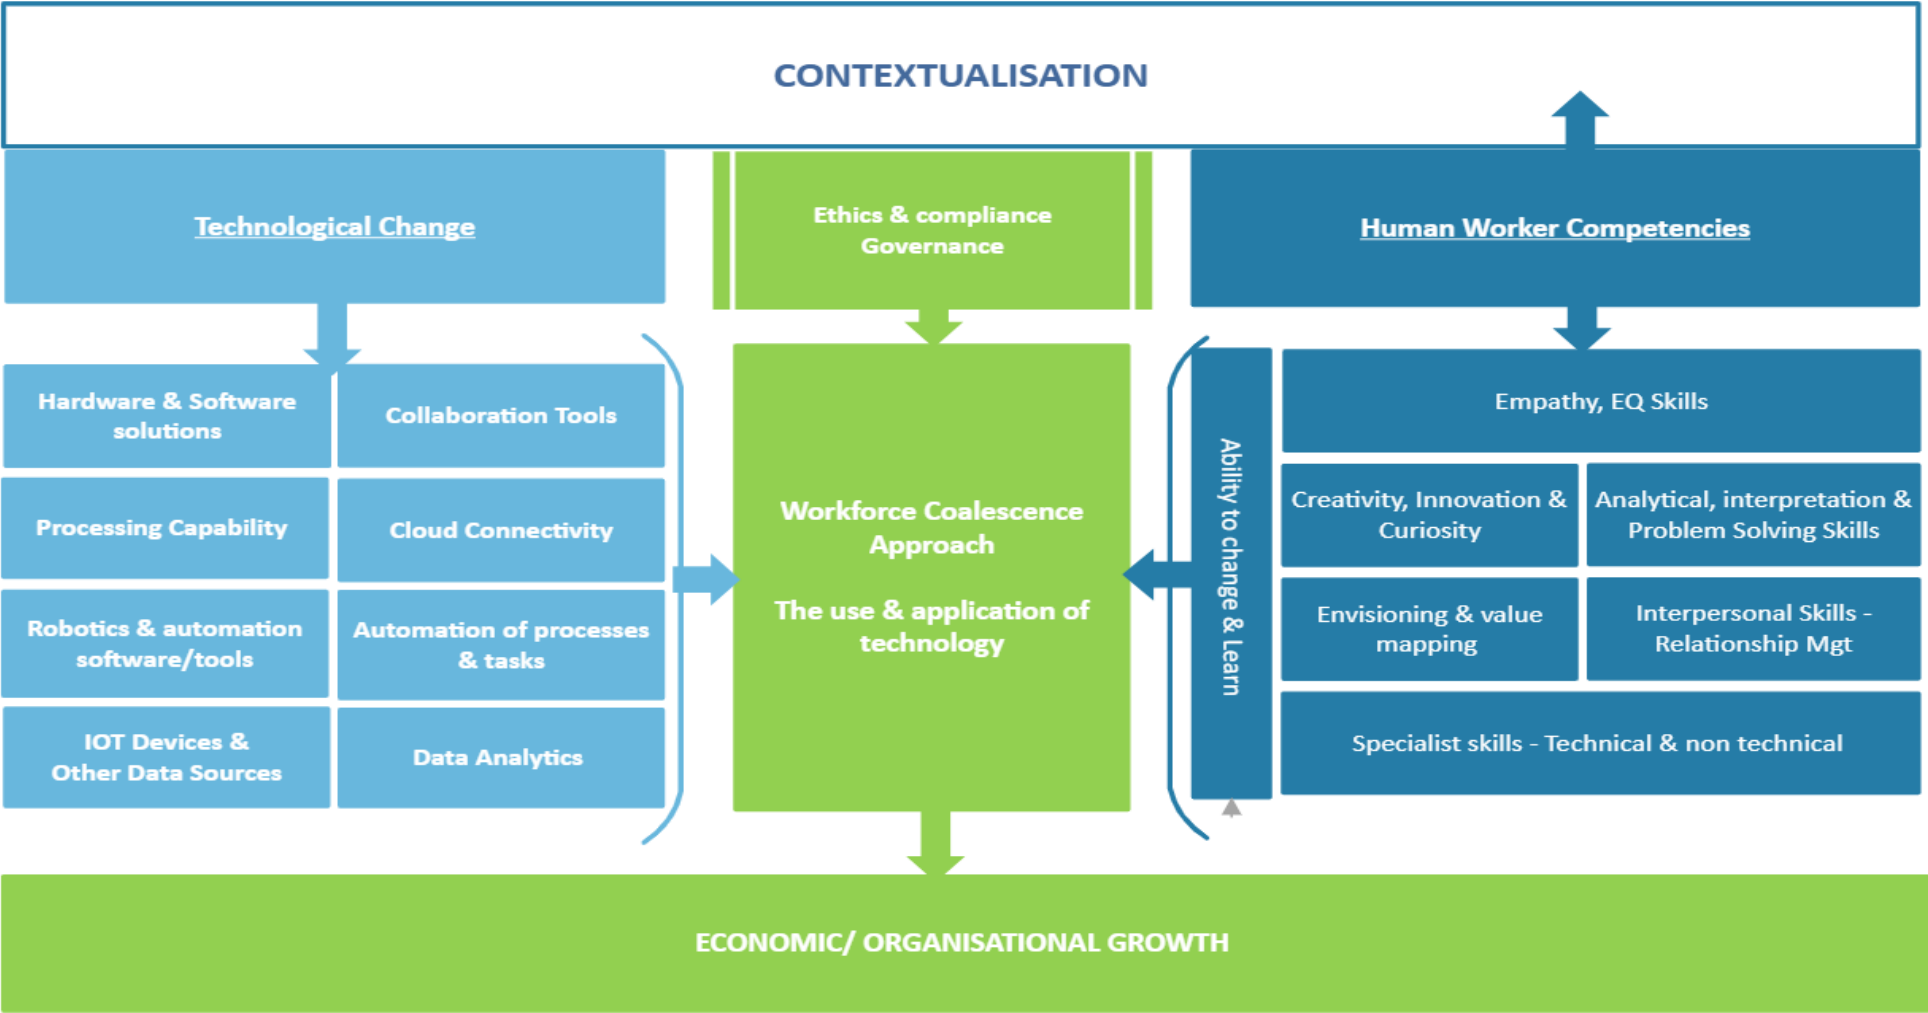 CONTEXTUALISATION
Technological Change
Ethics & compliance
Governance
Human Worker Competencies
Hardware & Software
solutions
Collaboration Tools
Processing Capability
Cloud Connectivity
Robotics & automation
software/tools
Automation of processes
& tasks
IOT Devices &
Other Data Sources
Data Analytics
Workforce Coalescence
Approach
The use & application of
technology
Ability to change & Learn
Empathy, EQ Skills
Creativity, Innovation &
Curiosity
Analytical, interpretation &
Problem Solving Skills
Envisioning & value
mapping
Interpersonal Skills -
Relationship Mgt
Specialist skills - Technical & non technical
ECONOMIC/ ORGANISATIONAL GROWTH